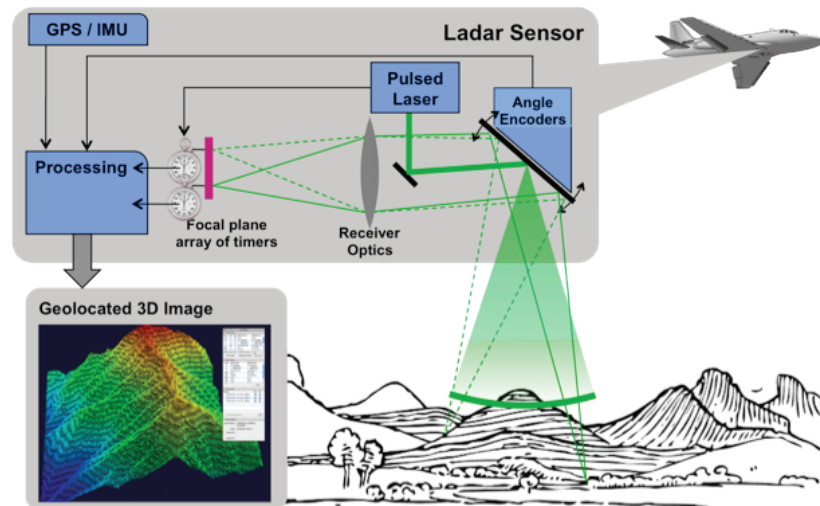 GPS / IMU
Ladar Sensor
Pulsed
Laser
Angle
Encoders
Processing
Focal plane
array of timers
Receiver
Optics
Geolocated 3D Image